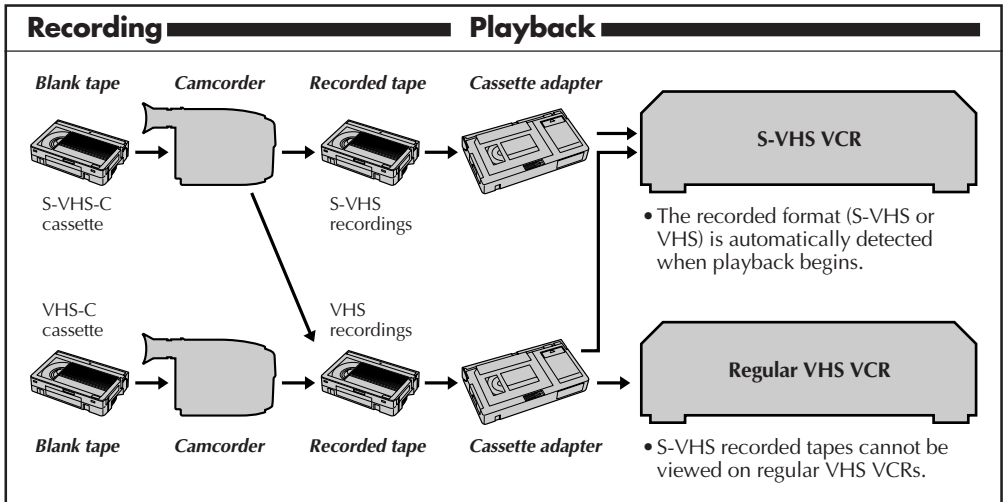 Recording Playback
Blank tape Camcorder Recorded tape Cassette adapter
S-VHS VCR
S-VHS-C
cassette
S-VHS
recordings
• The recorded format (S-VHS or
VHS) is automatically detected
when playback begins.
VHS-C
cassette
VHS
recordings
Regular VHS VCR
Blank tape Camcorder Recorded tape Cassette adapter
• S-VHS recorded tapes cannot be
viewed on regular VHS VCRs.